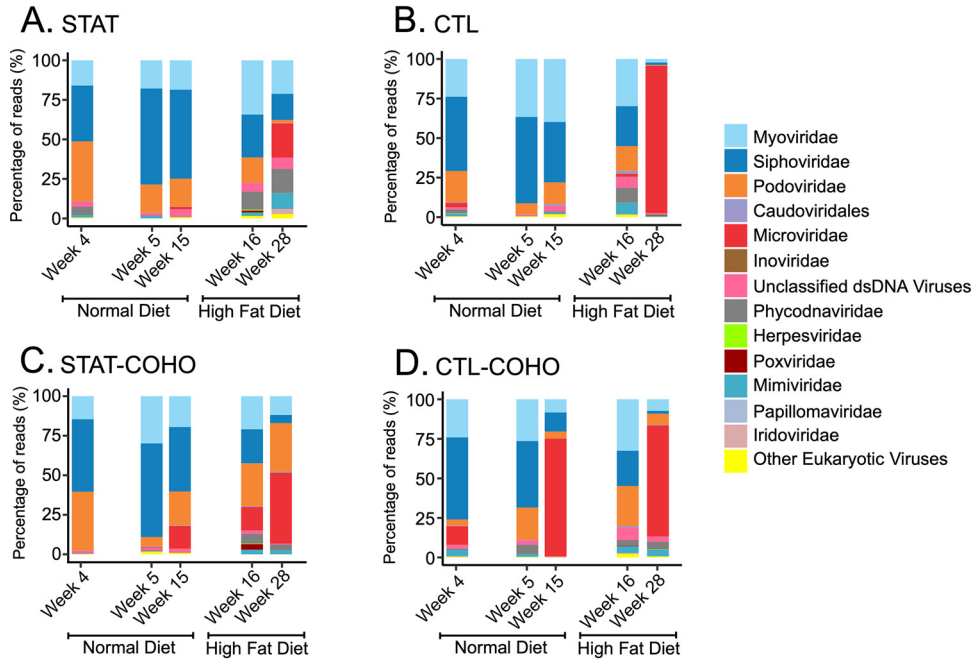 A. STAT
Percentage of reads (%)
100
75
50
25
0
Week 4
Week 5
Week 15
Week 16
Week 28
Normal Diet
High Fat Diet
B. CTL
Percentage of reads (%)
100
75
50
25
0
Week 4
Week 5
Week 15
Week 16
Week 28
Normal Diet
High Fat Diet
C. STAT-COHO
Percentage of reads (%)
100
75
50
25
0
Week 4
Week 5
Week 15
Week 16
Week 28
Normal Diet
High Fat Diet
D. CTL-COHO
Percentage of reads (%)
100
75
50
25
0
Week 4
Week 5
Week 15
Week 16
Week 28
Normal Diet
High Fat Diet
Myoviridae
Siphoviridae
Podoviridae
Caudoviridales
Microviridae
Inoviridae
Unclassified dsDNA Viruses
Phycodnaviridae
Herpesviridae
Poxviridae
Mimiviridae
Papillomaviridae
Iridoviridae
Other Eukaryotic Viruses